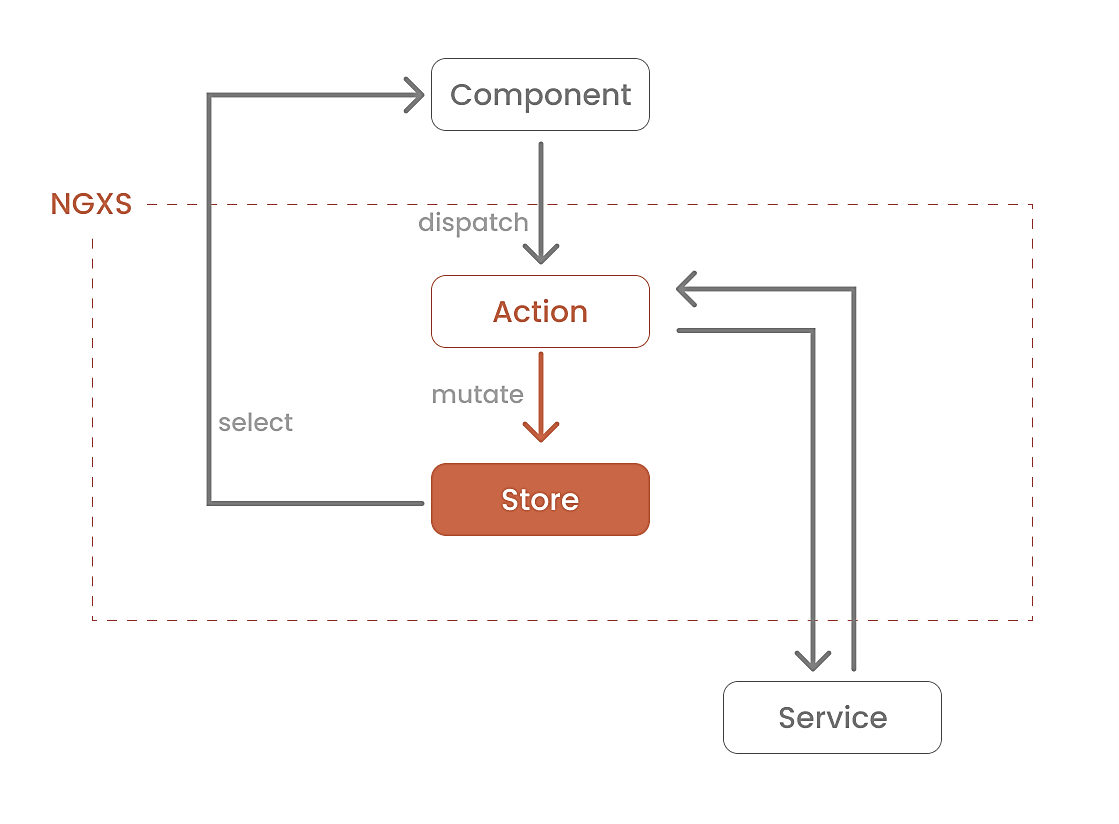 Component
NGXS
dispatch
Action
mutate
select
Store
Service